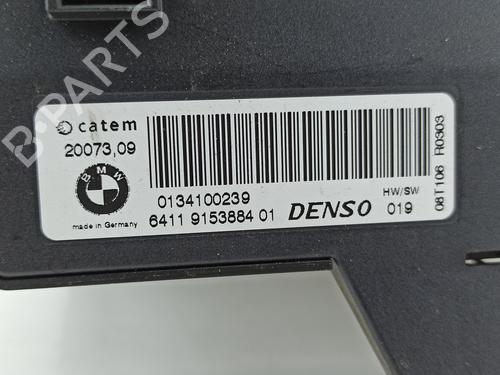 B-PARTS
catem
20073,09
BMW
made in Germany
0134100239
6411 9153884 01
DENSO
HW/SW
019
08T106 R0303